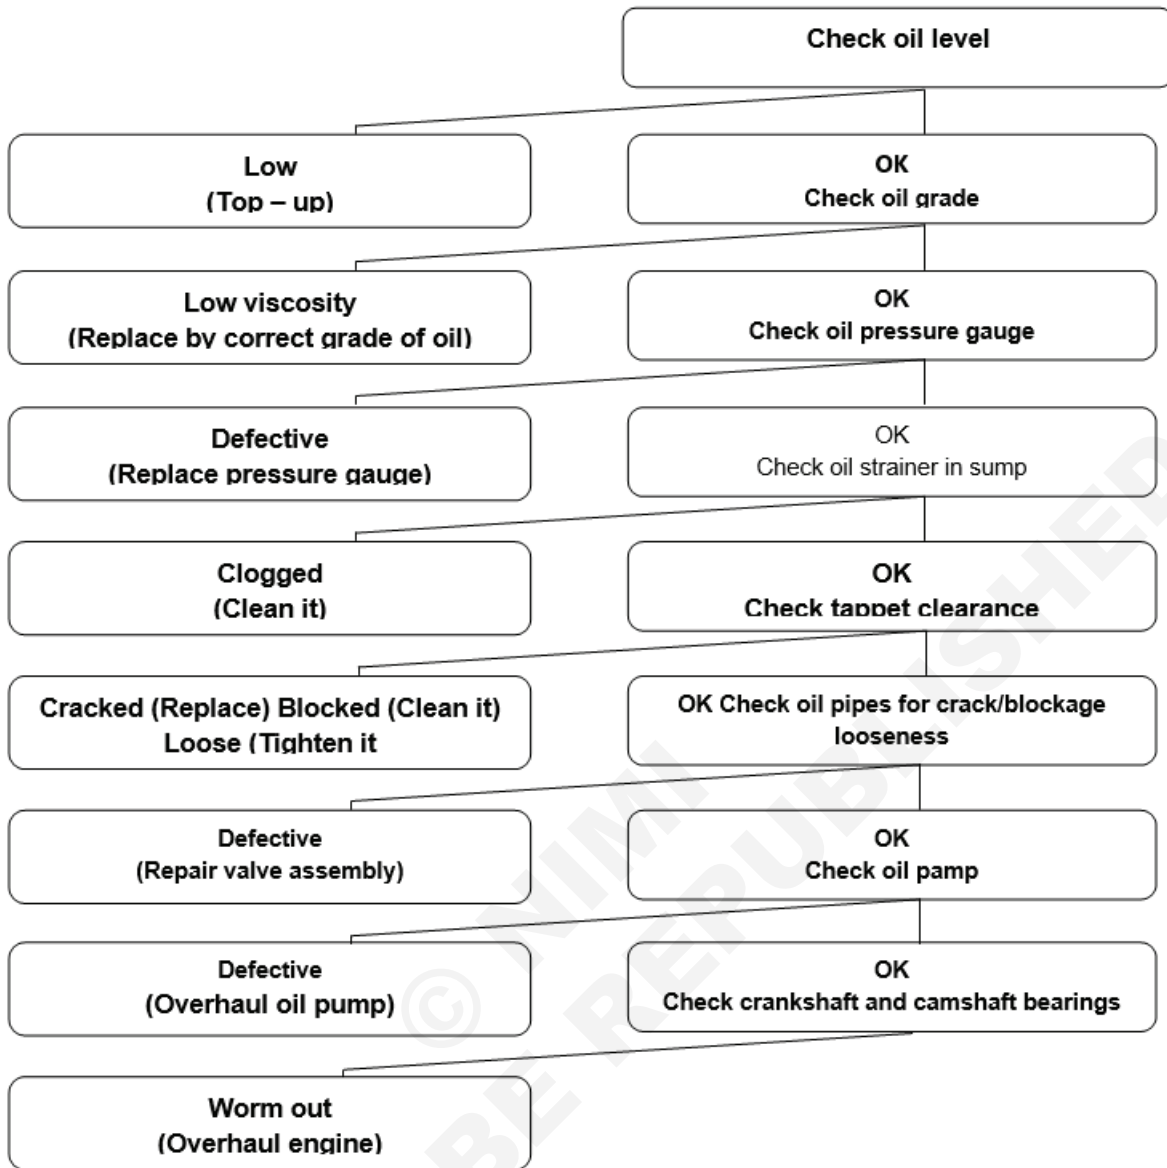 Check oil level
Low
(Top – up)
OK
Check oil grade
Low viscosity
(Replace by correct grade of oil)
OK
Check oil pressure gauge
Defective
(Replace pressure gauge)
OK
Check oil strainer in sump
Clogged
(Clean it)
OK
Check tappet clearance
Cracked (Replace) Blocked (Clean it)
Loose (Tighten it
OK Check oil pipes for crack/blockage
looseness
Defective
(Repair valve assembly)
OK
Check oil pamp
Defective
(Overhaul oil pump)
OK
Check crankshaft and camshaft bearings
Worm out
(Overhaul engine)
© NIMI
BE REPUBLISHED